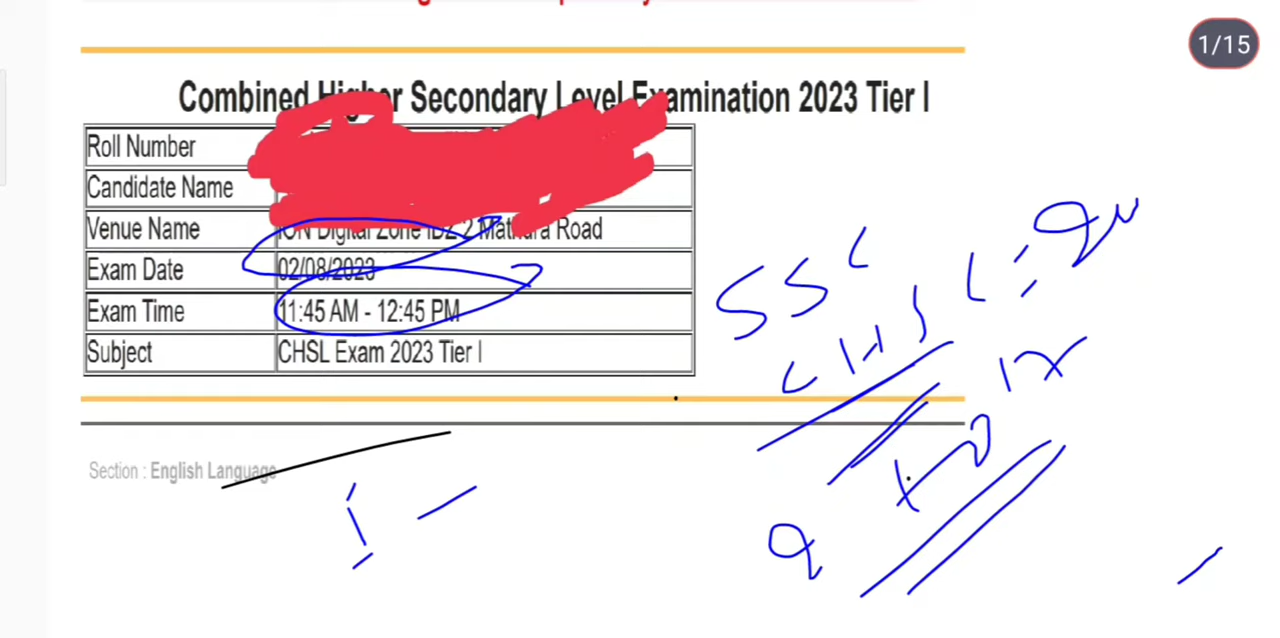 1/15
Combined Higher Secondary Level Examination 2023 Tier I
Roll Number
Candidate Name
Venue Name iON Digital Zone iDZ 2 Mathura Road
Exam Date 02/08/2023
Exam Time 11:45 AM - 12:45 PM
Subject CHSL Exam 2023 Tier I
SSC
CHSL
Section : English Language